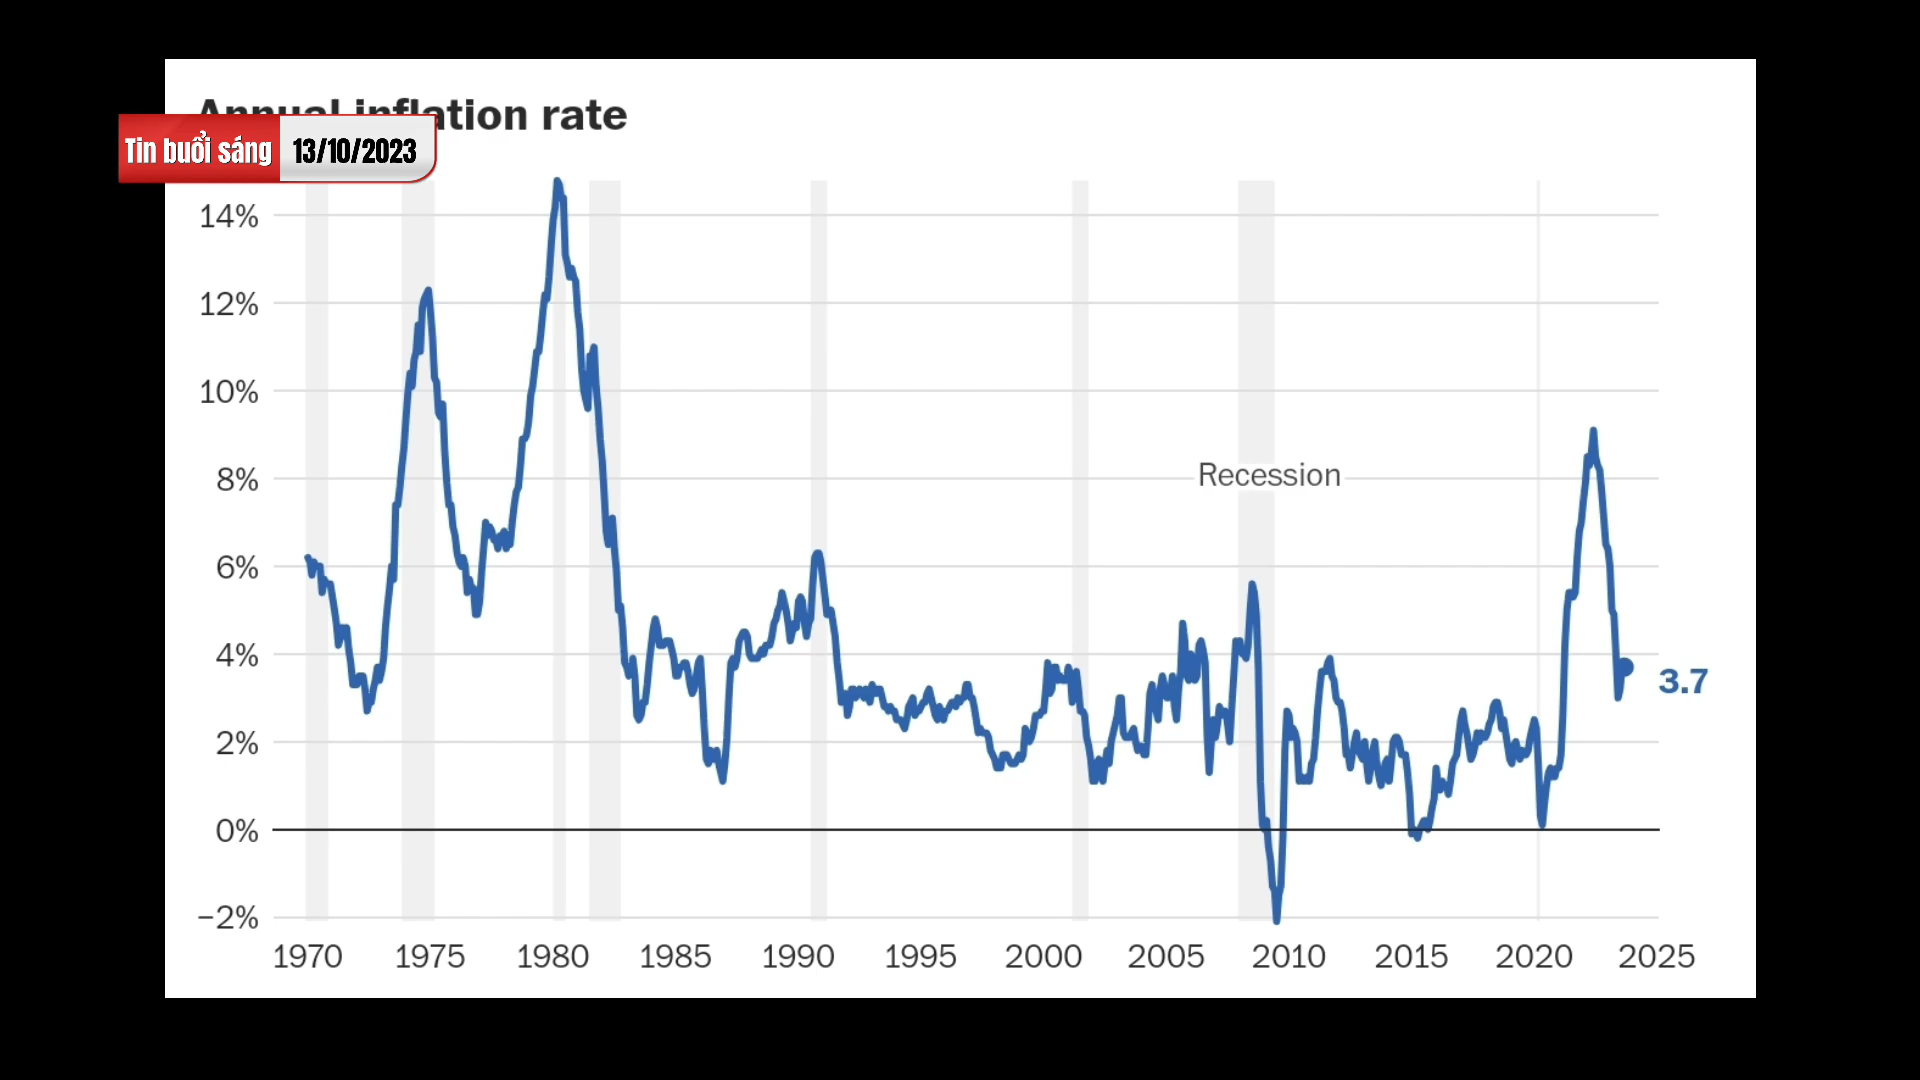 Annual inflation rate
Tin buổi sáng 13/10/2023
14%
12%
10%
8%
Recession
6%
4%
3.7
2%
0%
−2%
1970 1975 1980 1985 1990 1995 2000 2005 2010 2015 2020 2025